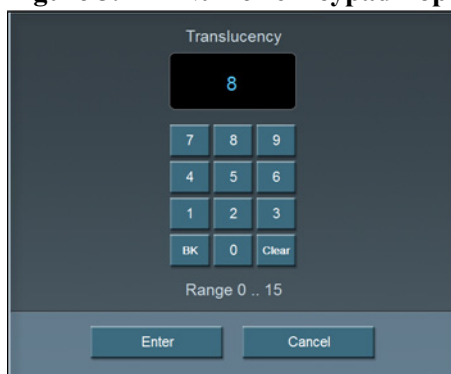 Translucency
8
7 8 9
4 5 6
1 2 3
BK 0 Clear
Range 0 .. 15
Enter Cancel